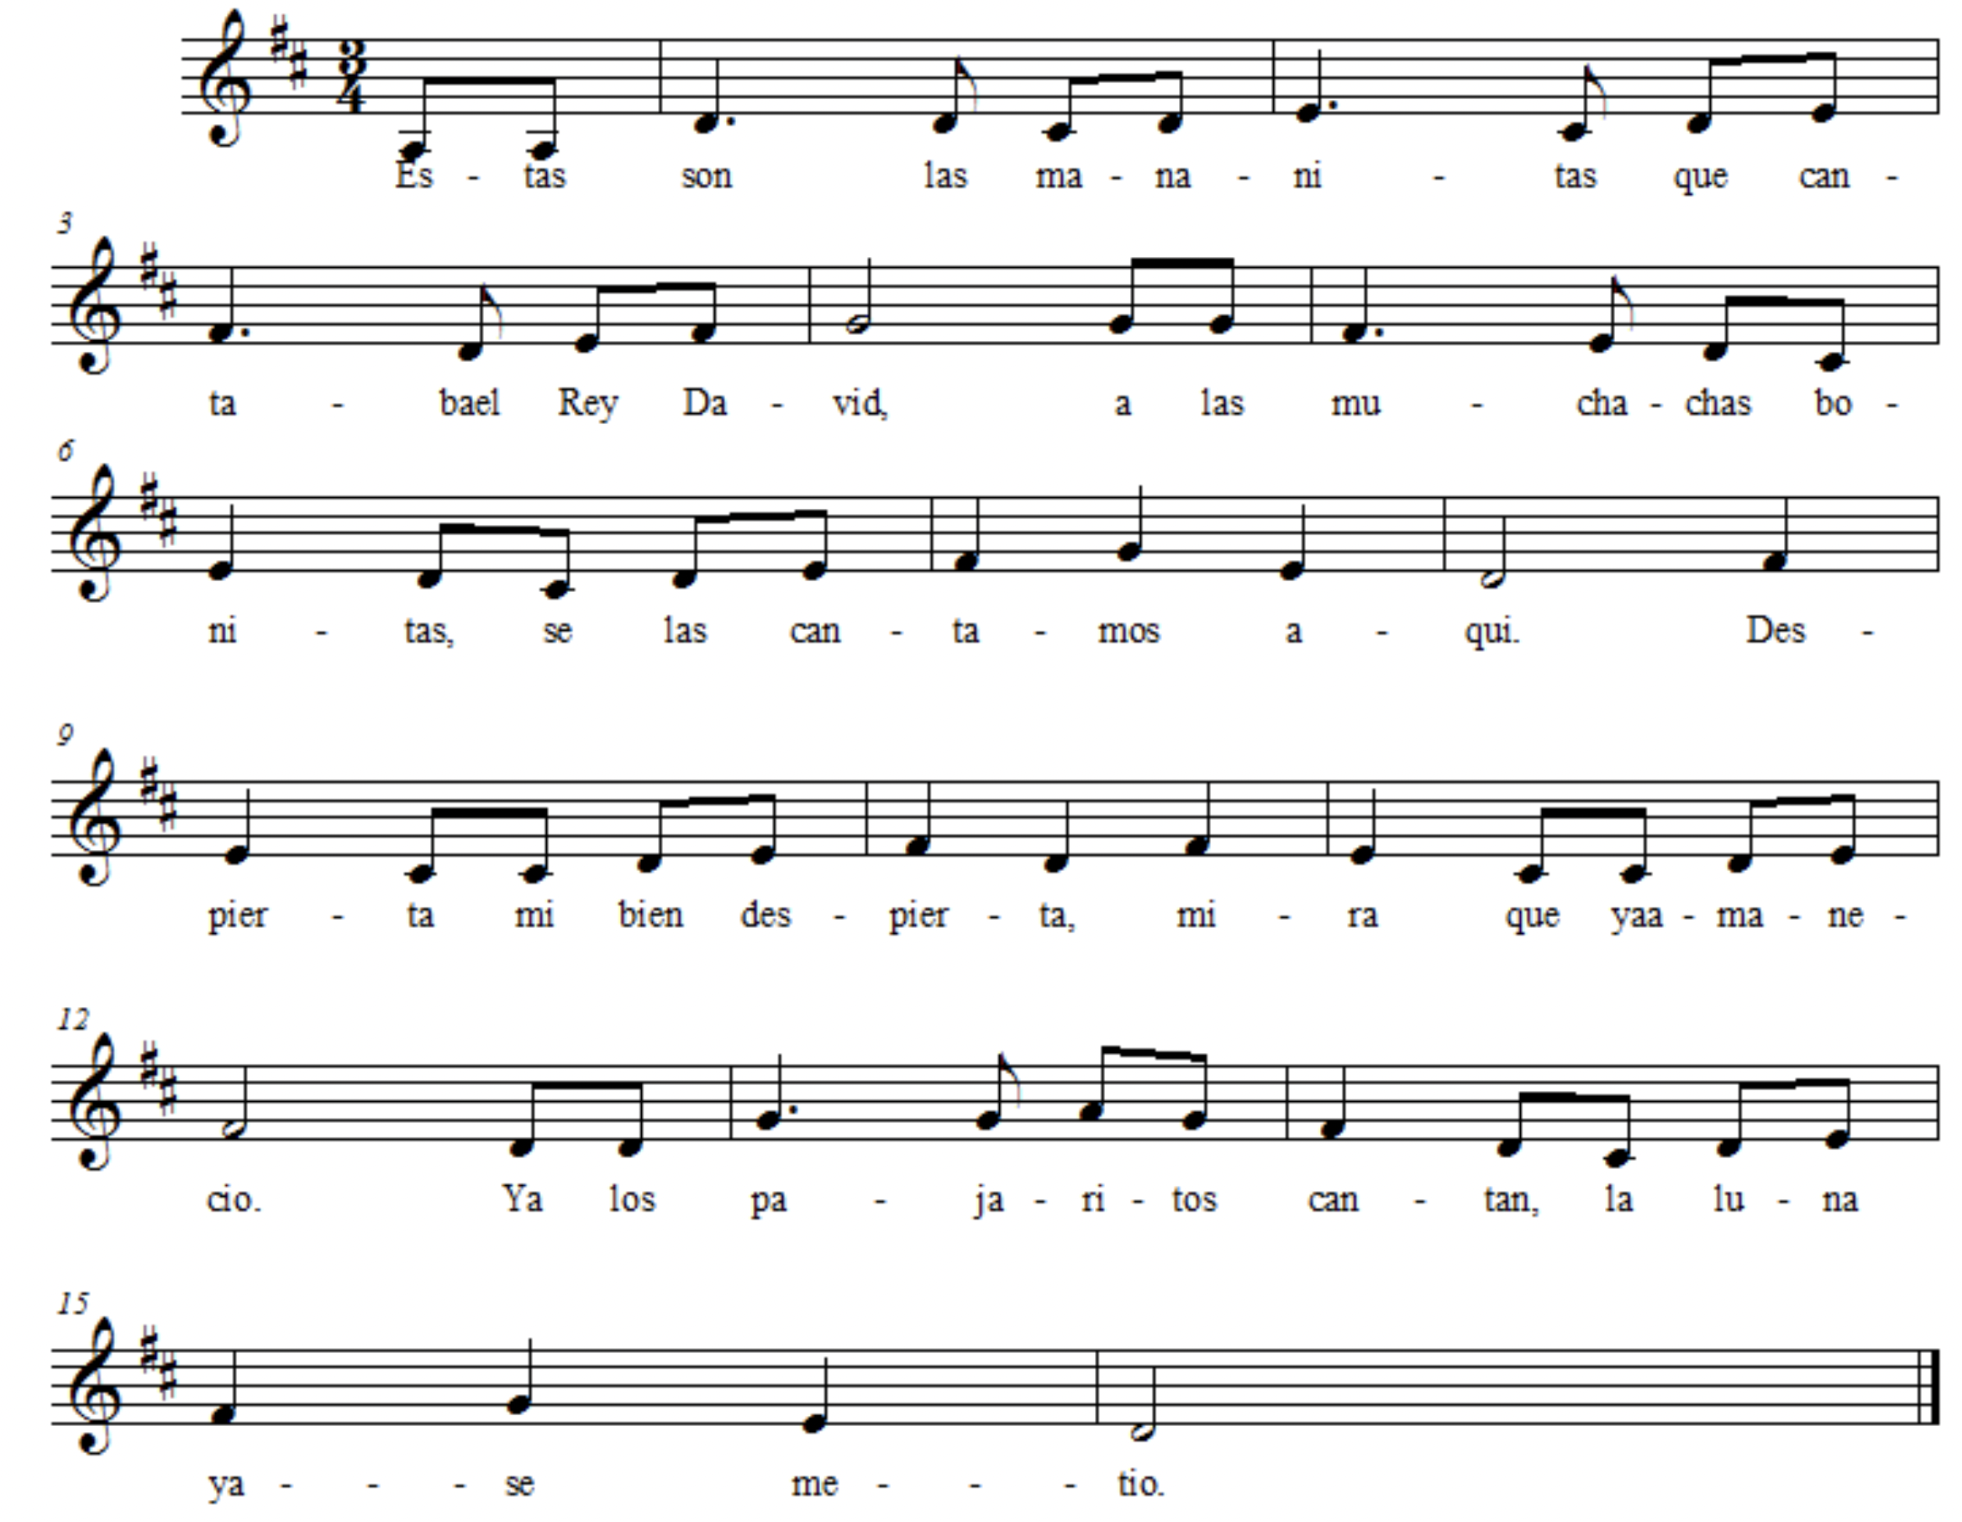 3
4
Es - tas son las ma - na - ni - tas que can -
3
ta - bael Rey Da - vid, a las mu - cha - chas bo -
6
ni - tas, se las can - ta - mos a - qui. Des -
9
pier - ta mi bien des - pier - ta, mi - ra que yaa - ma - ne -
12
cio. Ya los pa - ja - ri - tos can - tan, la lu - na
15
ya - - - se me - - - tio.